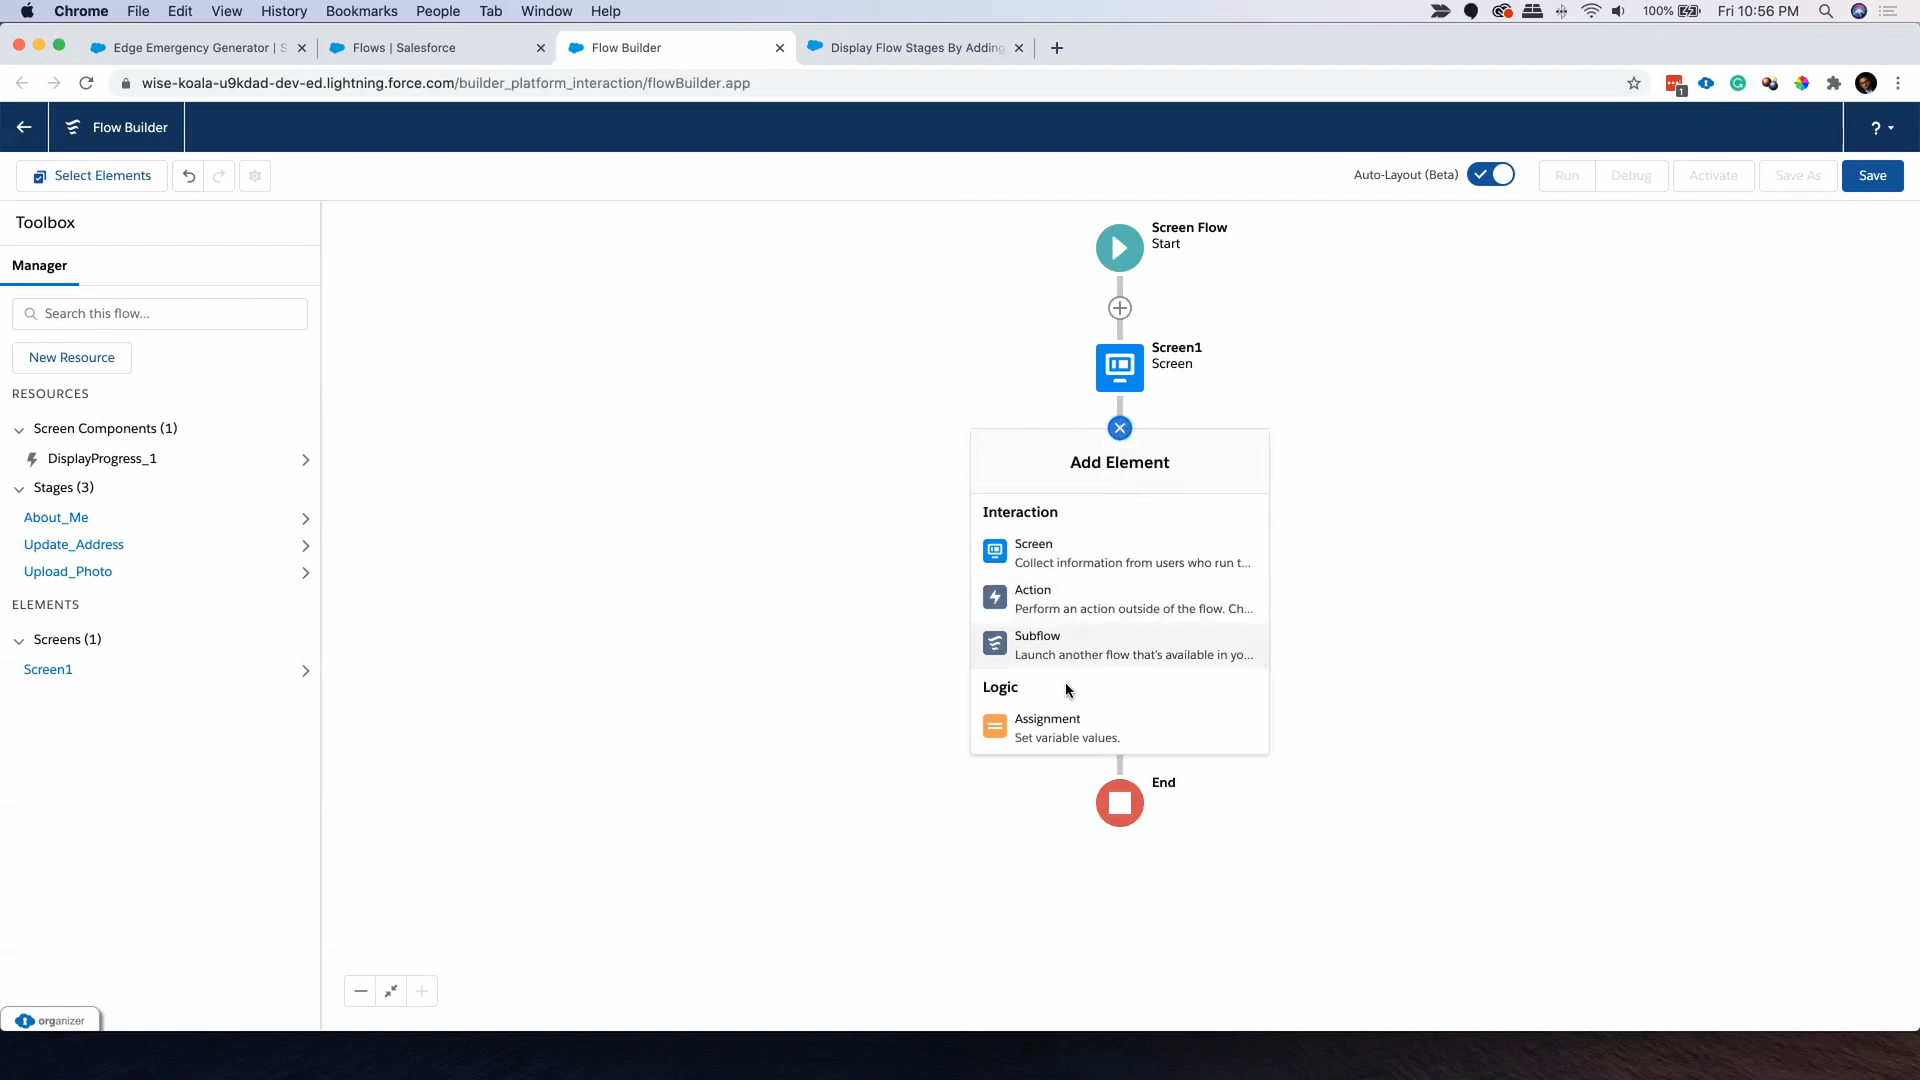 Chrome File Edit View History Bookmarks People Tab Window Help 100% Fri 10:56 PM
Edge Emergency Generator | S Flows | Salesforce Flow Builder Display Flow Stages By Adding
wise-koala-u9kdad-dev-ed.lightning.force.com/builder_platform_interaction/flowBuilder.app 1
Flow Builder ?
Select Elements Auto-Layout (Beta) Run Debug Activate Save As Save
Toolbox
Manager
Search this flow...
New Resource
RESOURCES
Screen Components (1)
DisplayProgress_1
Stages (3)
About_Me
Update_Address
Upload_Photo
ELEMENTS
Screens (1)
Screen1
organizer
Screen Flow
Start
Screen1
Screen
Add Element
Interaction
Screen
Collect information from users who run t...
Action
Perform an action outside of the flow. Ch...
Subflow
Launch another flow that's available in yo...
Logic
Assignment
Set variable values.
End